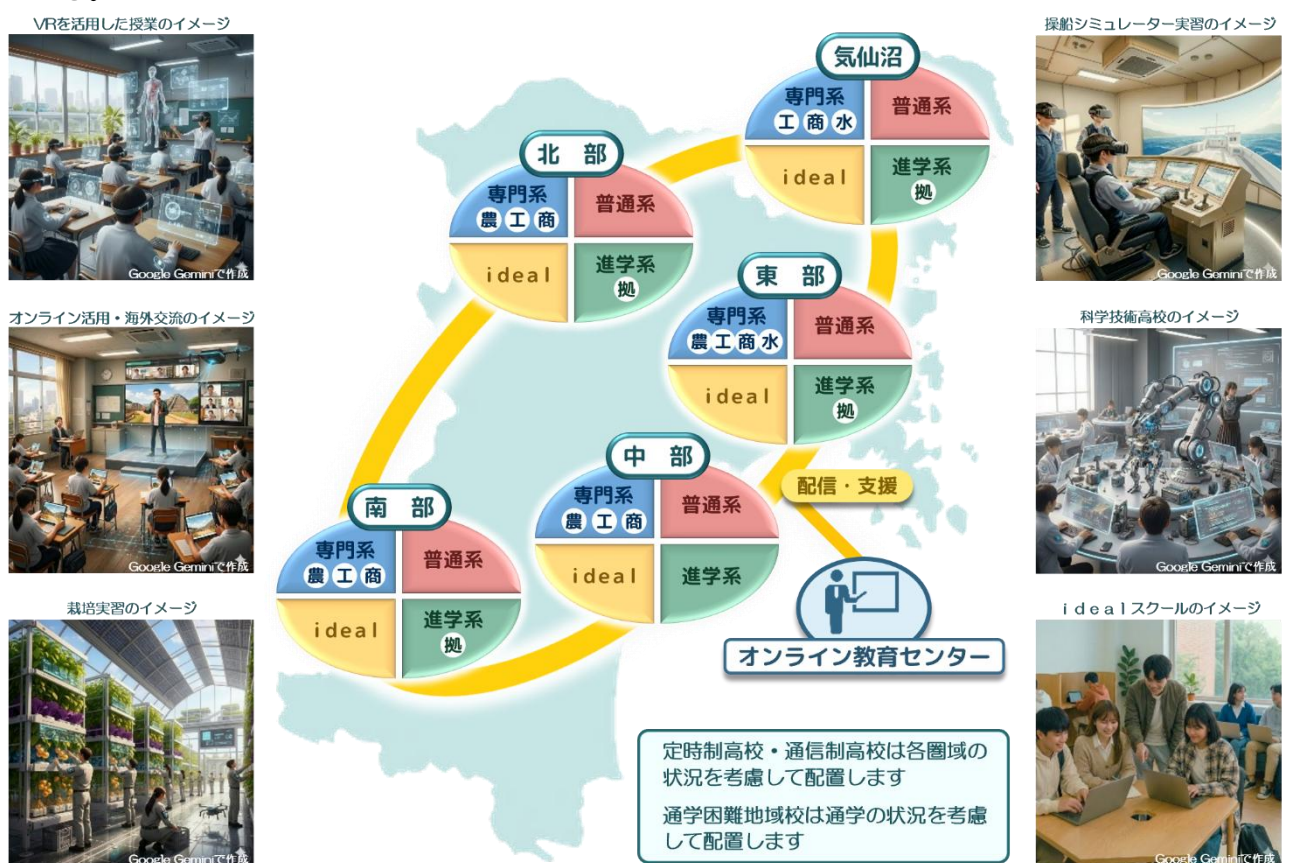 VRを活用した授業のイメージ
Google Geminiで作成
オンライン活用・海外交流のイメージ
Google Geminiで作成
栽培実習のイメージ
Google Geminiで作成
気仙沼
専門系
工 商 水
普通系
ideal
進学系
拠
北 部
専門系
農 工 商
普通系
ideal
進学系
拠
東 部
専門系
農 工 商 水
普通系
ideal
進学系
拠
中 部
専門系
農 工 商
普通系
ideal
進学系
南 部
専門系
農 工 商
普通系
ideal
進学系
拠
配信・支援
オンライン教育センター
定時制高校・通信制高校は各圏域の
状況を考慮して配置します
通学困難地域校は通学の状況を考慮
して配置します
操船シミュレーター実習のイメージ
Google Geminiで作成
科学技術高校のイメージ
Google Geminiで作成
idealスクールのイメージ
Google Geminiで作成